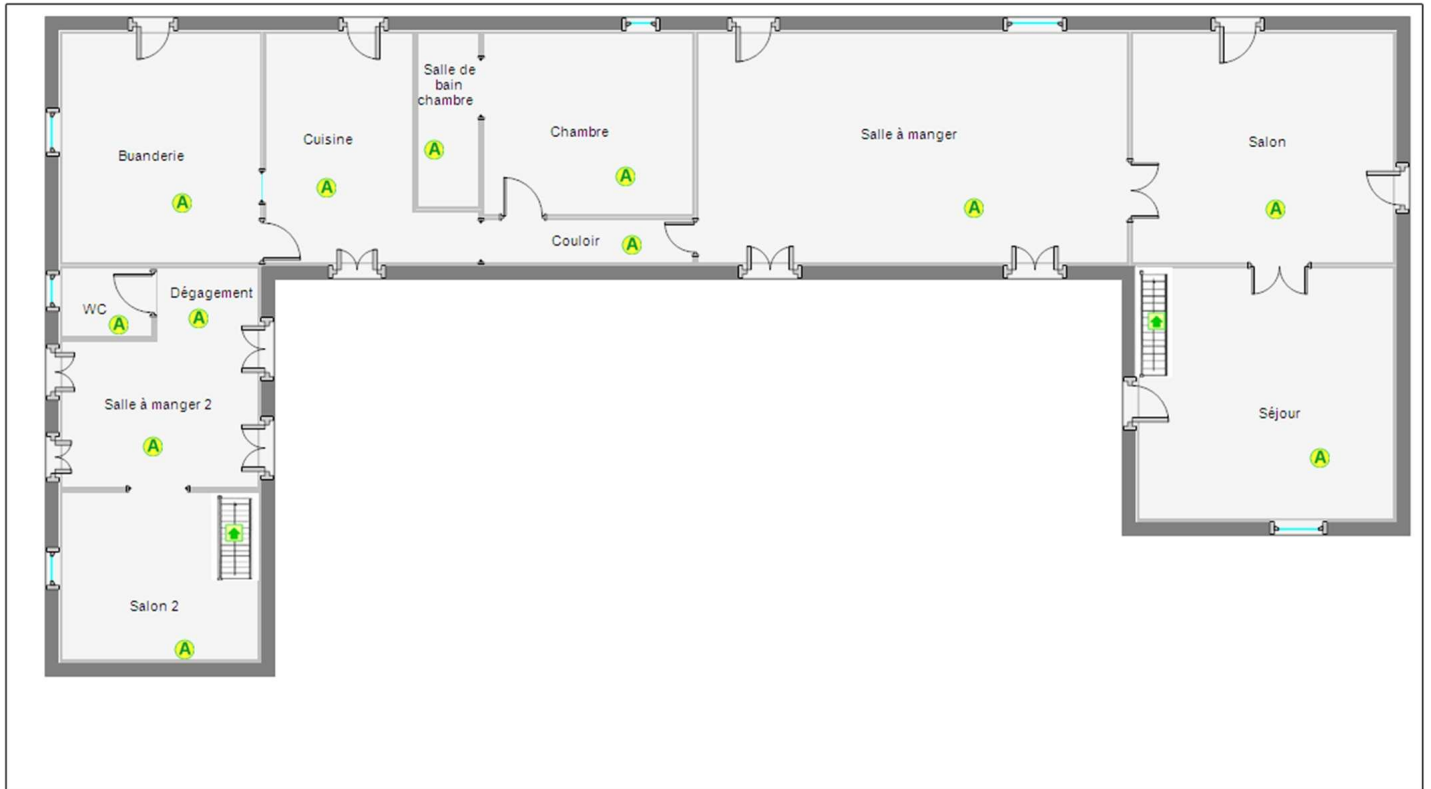 Salle de
bain
chambre
Chambre
Salle à manger
Cuisine
Salon
Buanderie
A
A
A
A
A
A
A
Couloir
A
Dégagement
WC
A
A
Salle à manger 2
Séjour
A
A
Salon 2
A